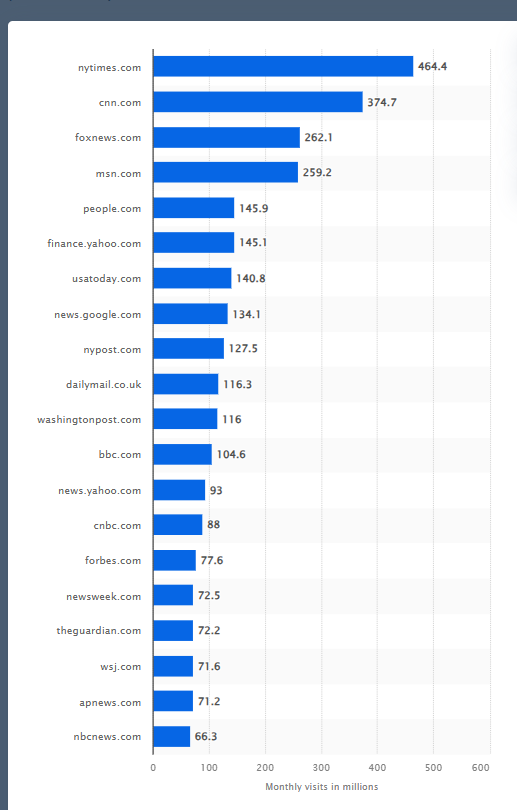 nytimes.com 464.4
cnn.com 374.7
foxnews.com 262.1
msn.com 259.2
people.com 145.9
finance.yahoo.com 145.1
usatoday.com 140.8
news.google.com 134.1
nypost.com 127.5
dailymail.co.uk 116.3
washingtonpost.com 116
bbc.com 104.6
news.yahoo.com 93
cnbc.com 88
forbes.com 77.6
newsweek.com 72.5
theguardian.com 72.2
wsj.com 71.6
apnews.com 71.2
nbcnews.com 66.3
0 100 200 300 400 500 600
Monthly visits in millions